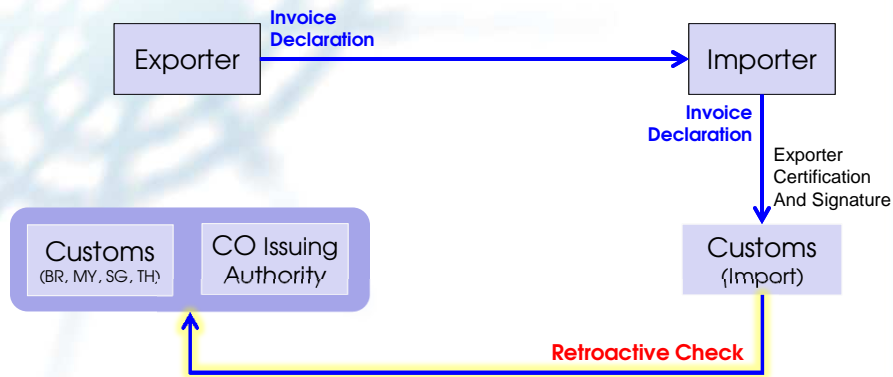 Invoice
Declaration
Exporter
Importer
Invoice
Declaration
Exporter
Certification
And Signature
Customs
(BR, MY, SG, TH)
CO Issuing
Authority
Customs
(Import)
Retroactive Check